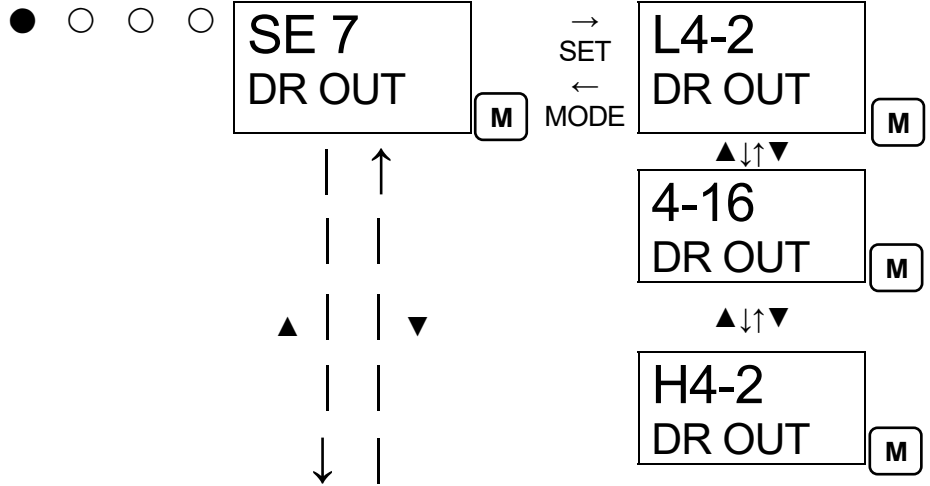 ● ○ ○ ○
SE 7
DR OUT
M
→
SET
←
MODE
L4-2
DR OUT
M
▲↓↑▼
4-16
DR OUT
M
▲↓↑▼
H4-2
DR OUT
M
▲ ▼